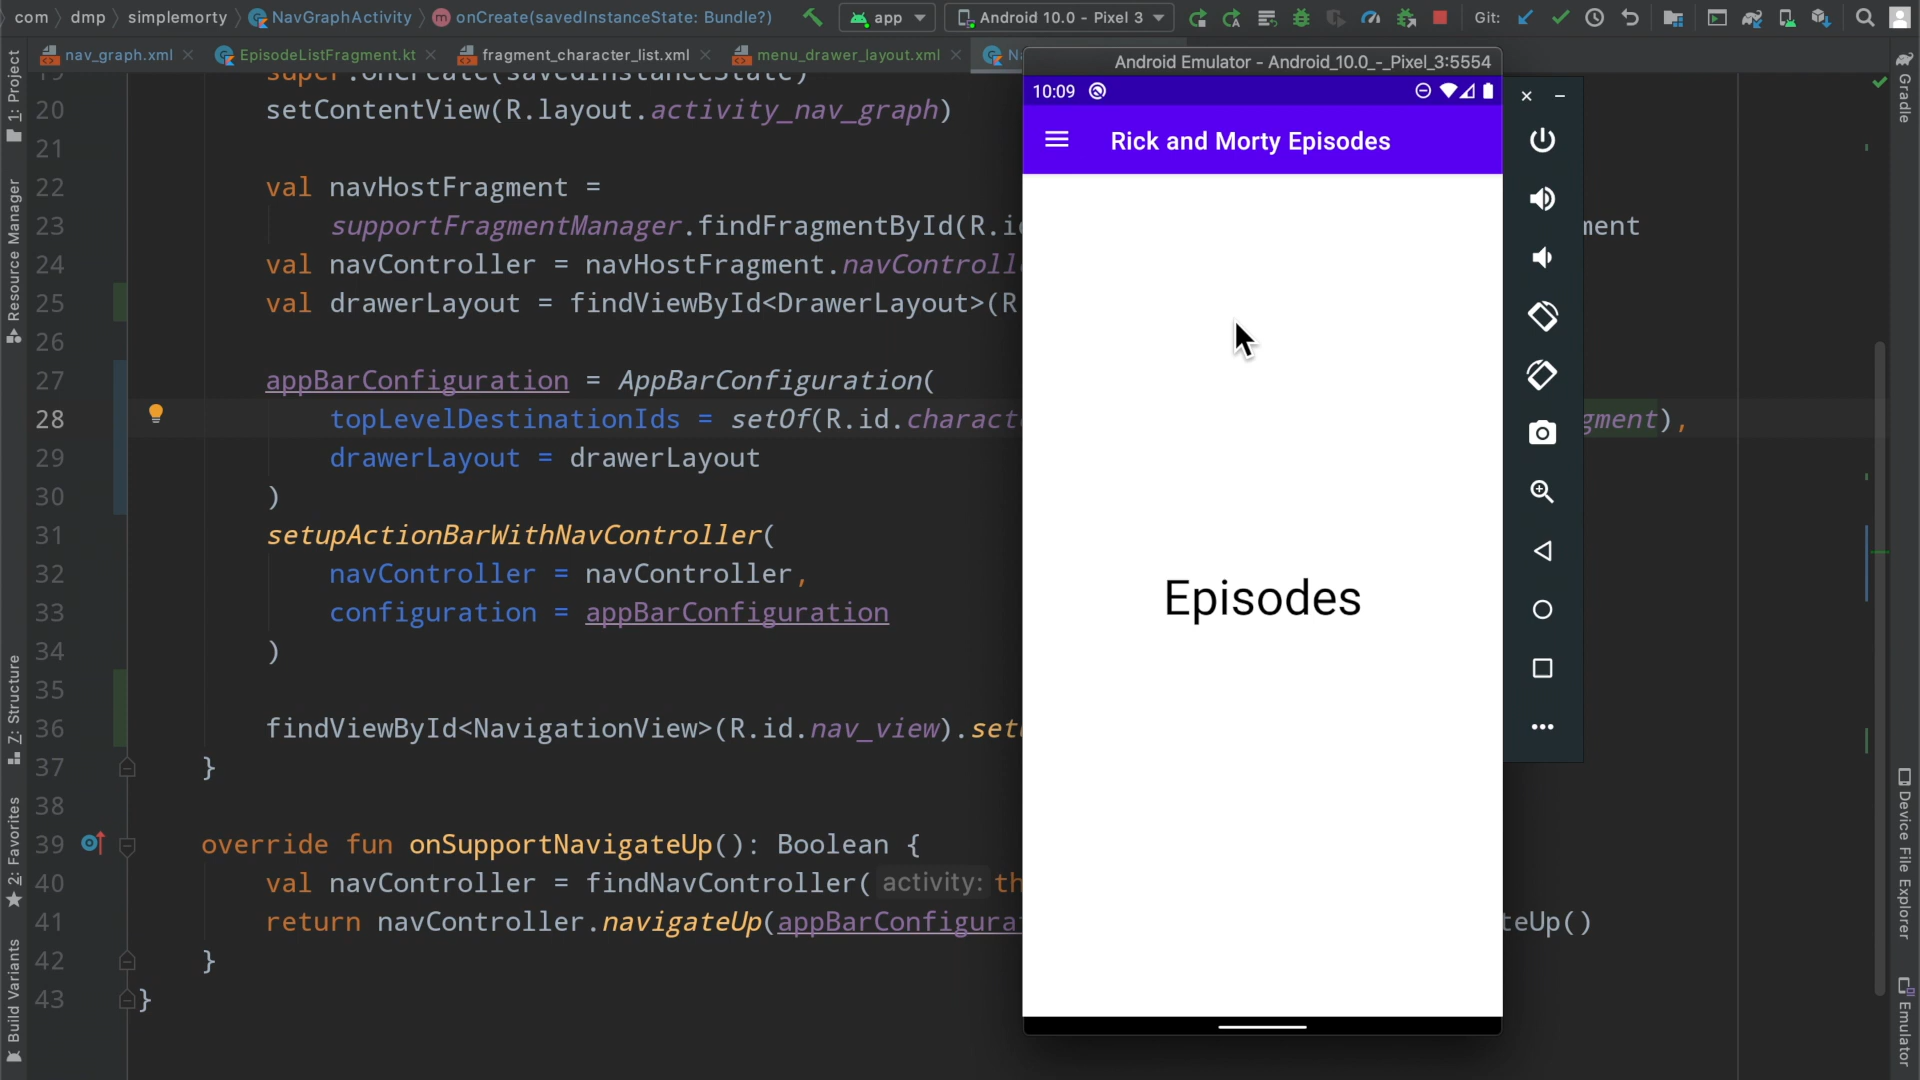 com dmp simplemorty NavGraphActivity onCreate(savedInstanceState: Bundle?) app Android 10.0 - Pixel 3 Git:
nav_graph.xml EpisodeListFragment.kt fragment_character_list.xml menu_drawer_layout.xml
Android Emulator - Android_10.0_-_Pixel_3:5554
10:09
Rick and Morty Episodes
Episodes
19 super.onCreate(savedInstanceState)
20 setContentView(R.layout.activity_nav_graph)
21
22 val navHostFragment =
23 supportFragmentManager.findFragmentById(R.i ment
24 val navController = navHostFragment.navControll
25 val drawerLayout = findViewById<DrawerLayout>(R
26
27 appBarConfiguration = AppBarConfiguration(
28 topLevelDestinationIds = setOf(R.id.charact gment),
29 drawerLayout = drawerLayout
30 )
31 setupActionBarWithNavController(
32 navController = navController,
33 configuration = appBarConfiguration
34 )
35
36 findViewById<NavigationView>(R.id.nav_view).set
37 }
38
39 override fun onSupportNavigateUp(): Boolean {
40 val navController = findNavController( activity: th
41 return navController.navigateUp(appBarConfigura teUp()
42 }
43 }
1: Project
Resource Manager
Z: Structure
2: Favorites
Build Variants
Gradle
Device File Explorer
Emulator